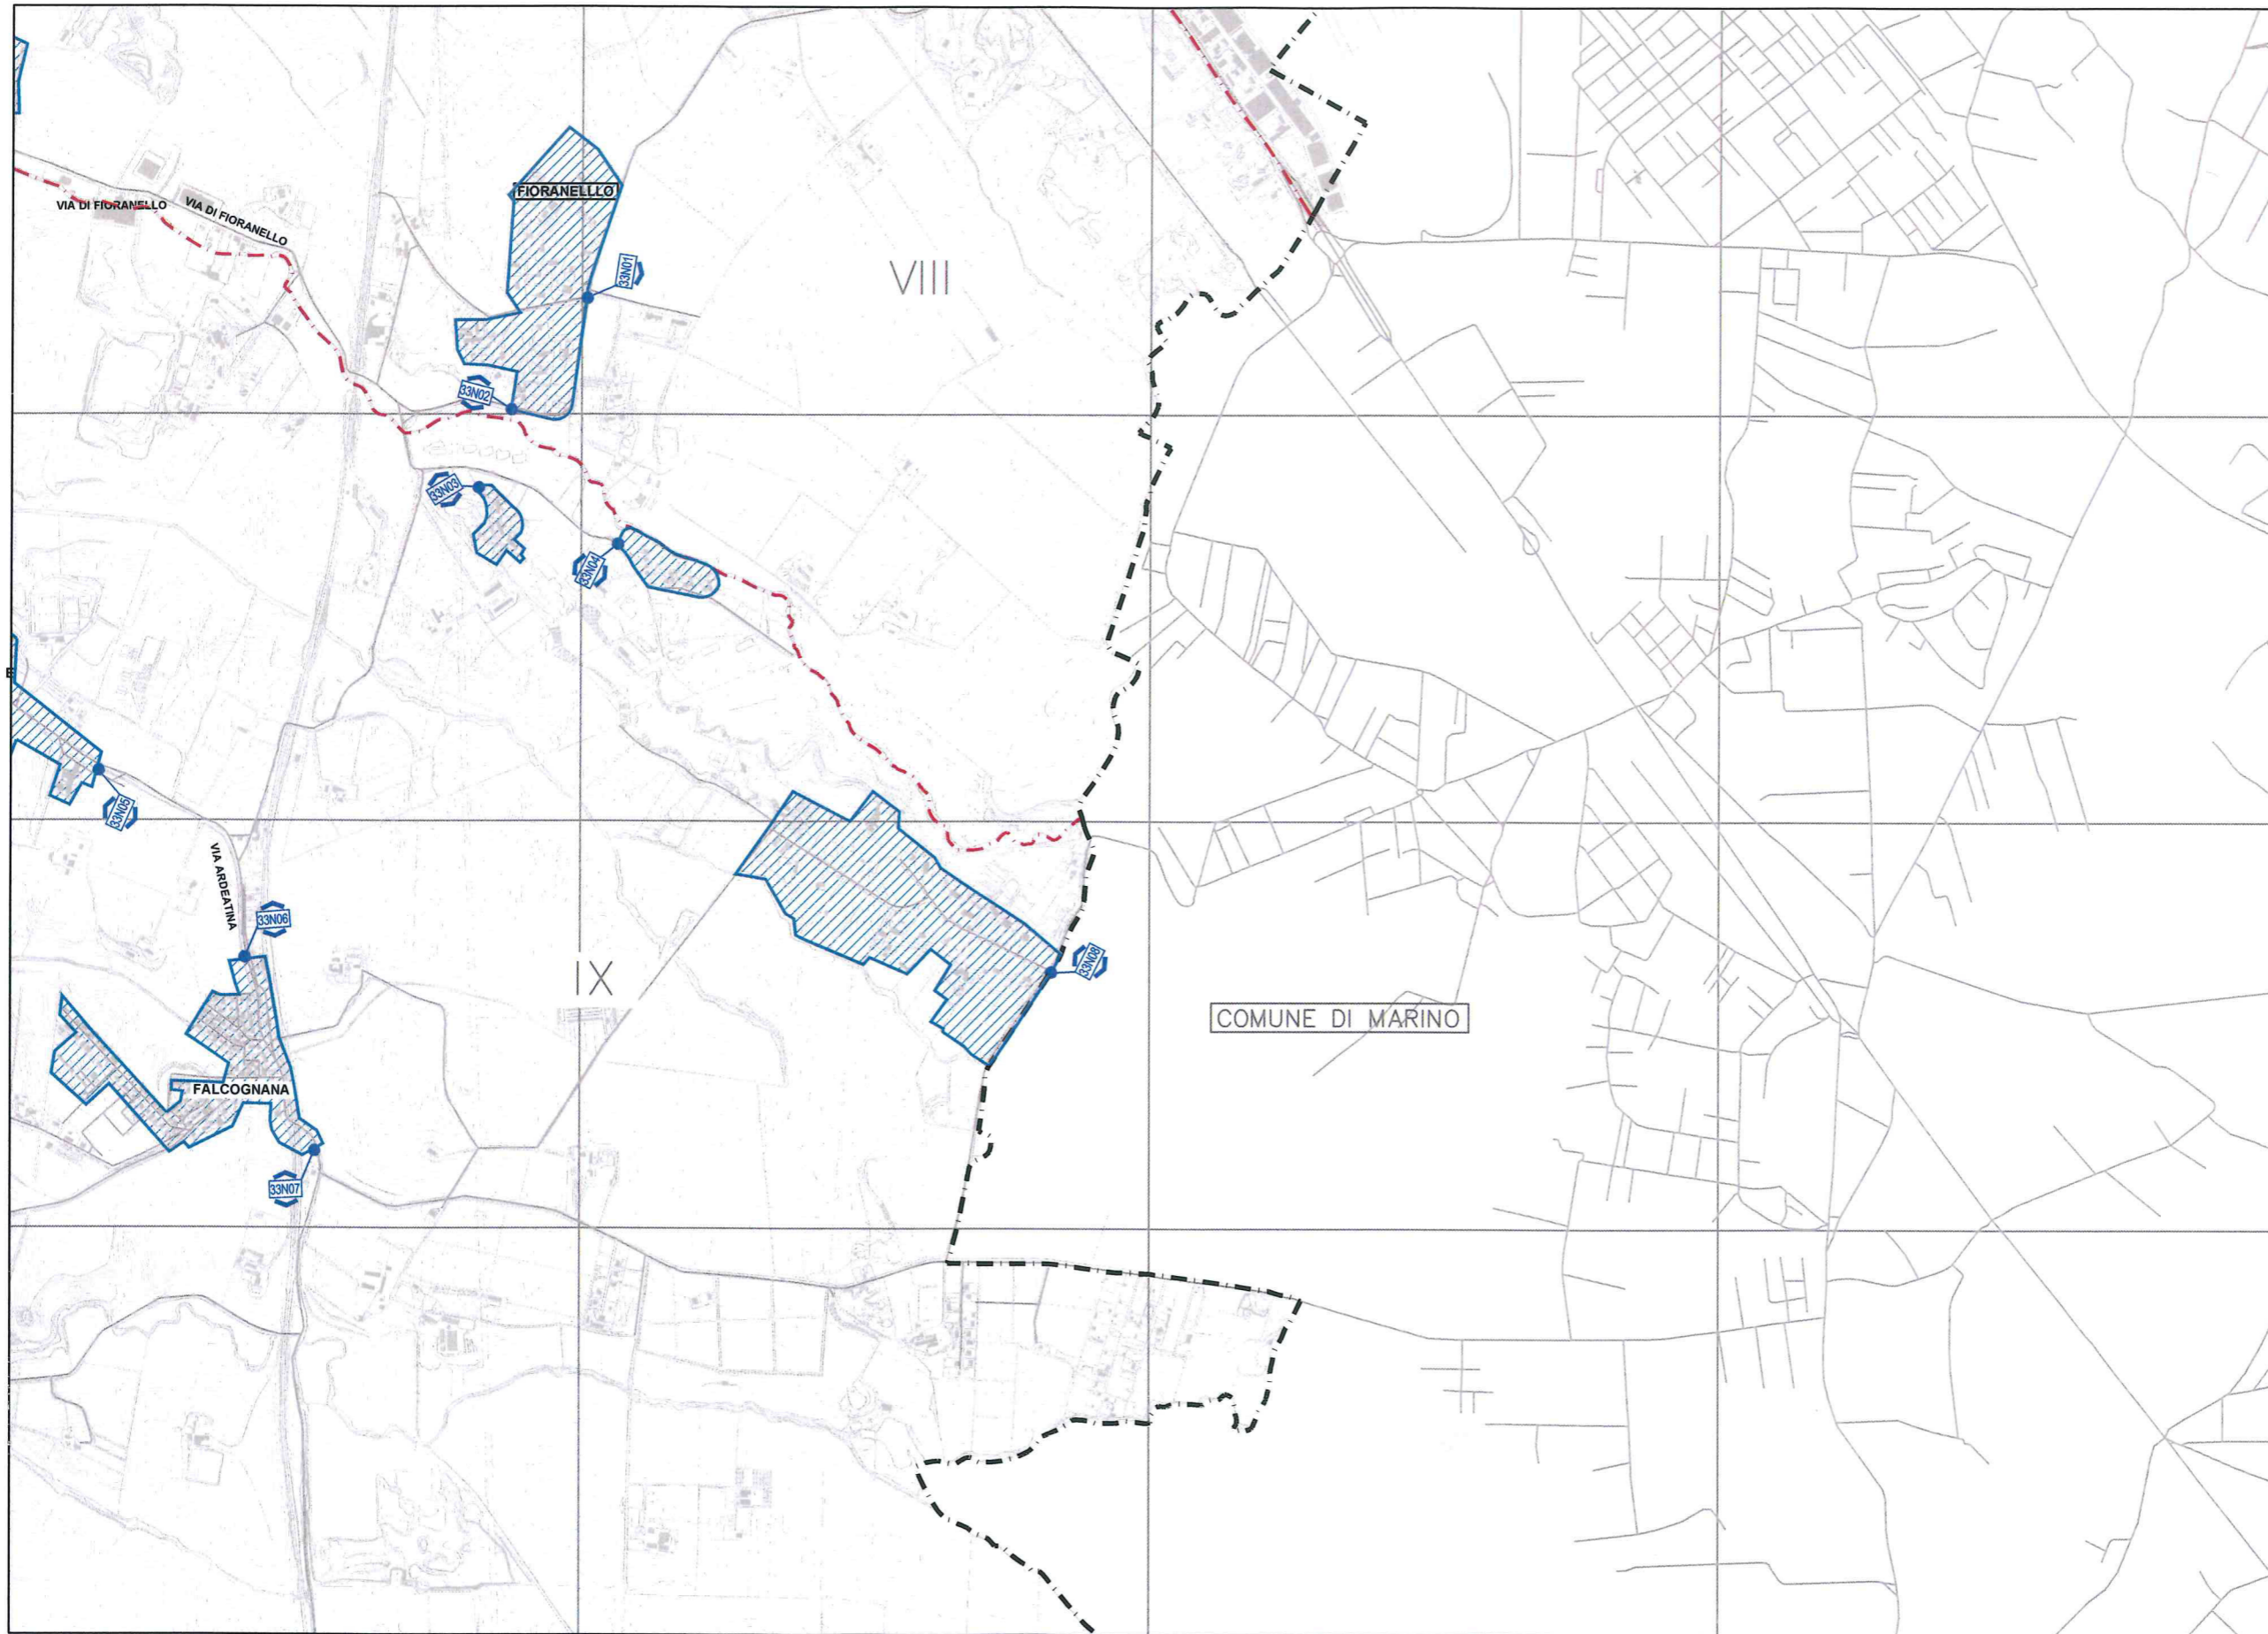 FIORANELLLO
VIA DI FIORANELLO
VIA DI FIORANELLO
33N01
VIII
33N02
33N03
33N04
E
33N05
VIA ARDEATINA
33N06
33N08
IX
COMUNE DI MARINO
FALCOGNANA
33N07